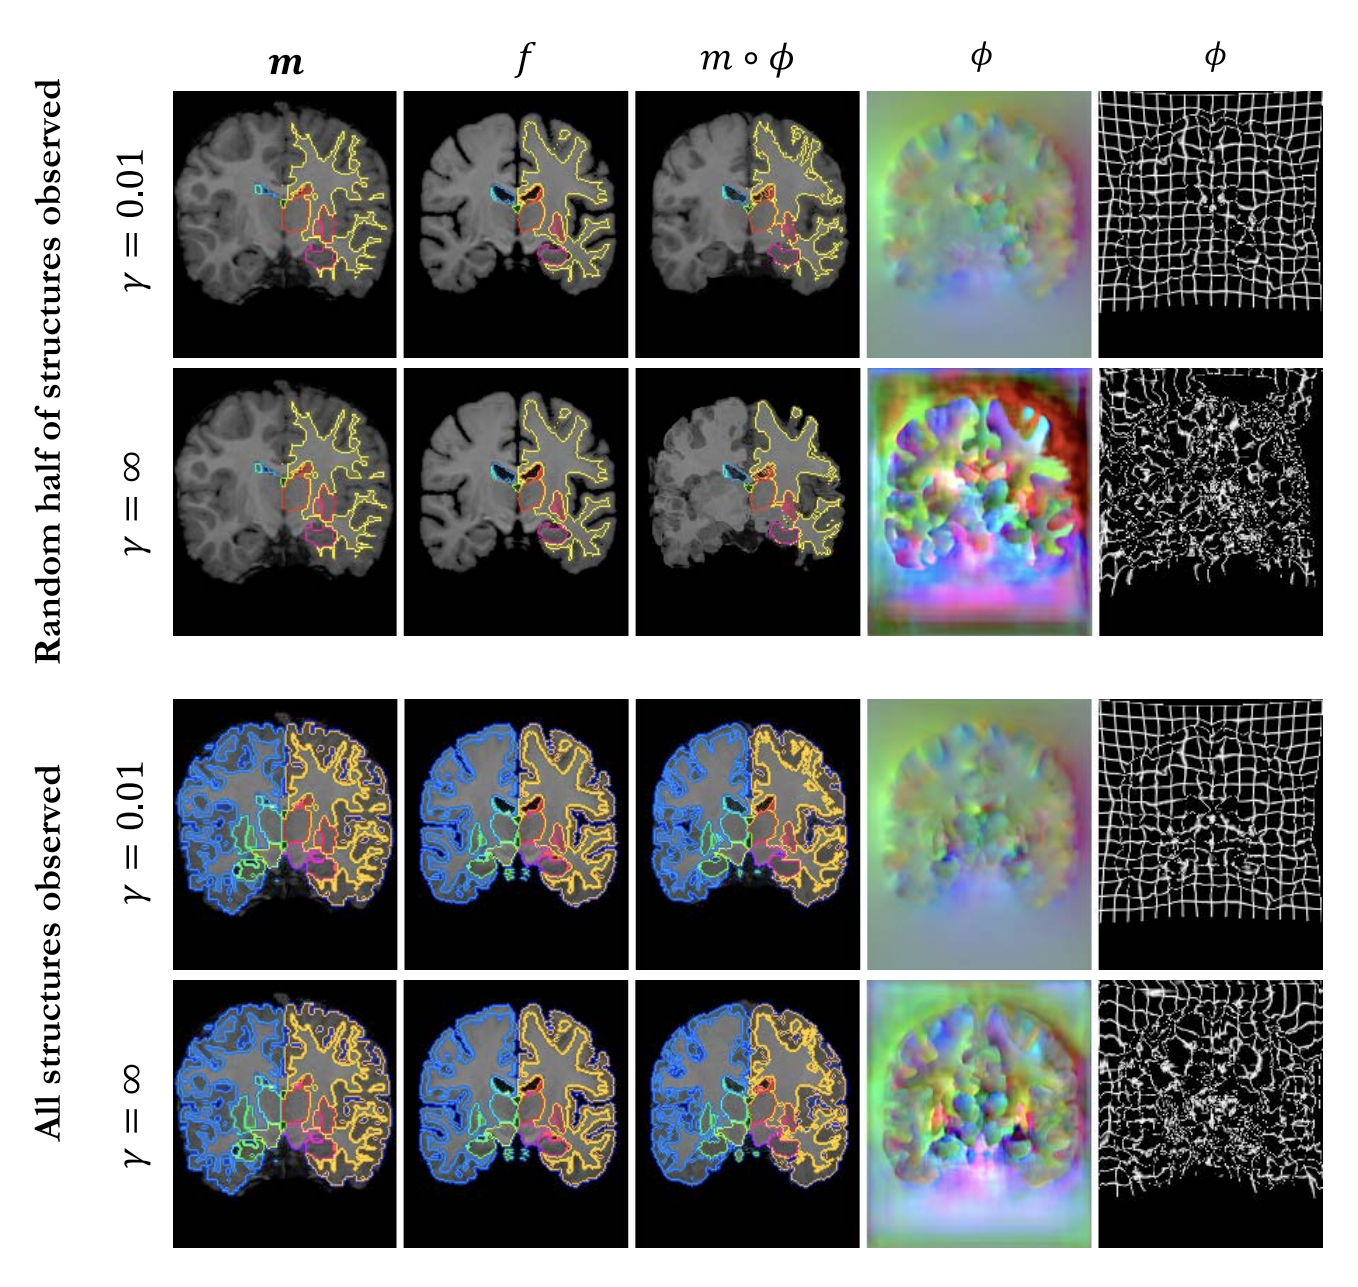 m f m ∘ ϕ ϕ ϕ
Random half of structures observed
γ = 0.01
γ = ∞
All structures observed
γ = 0.01
γ = ∞